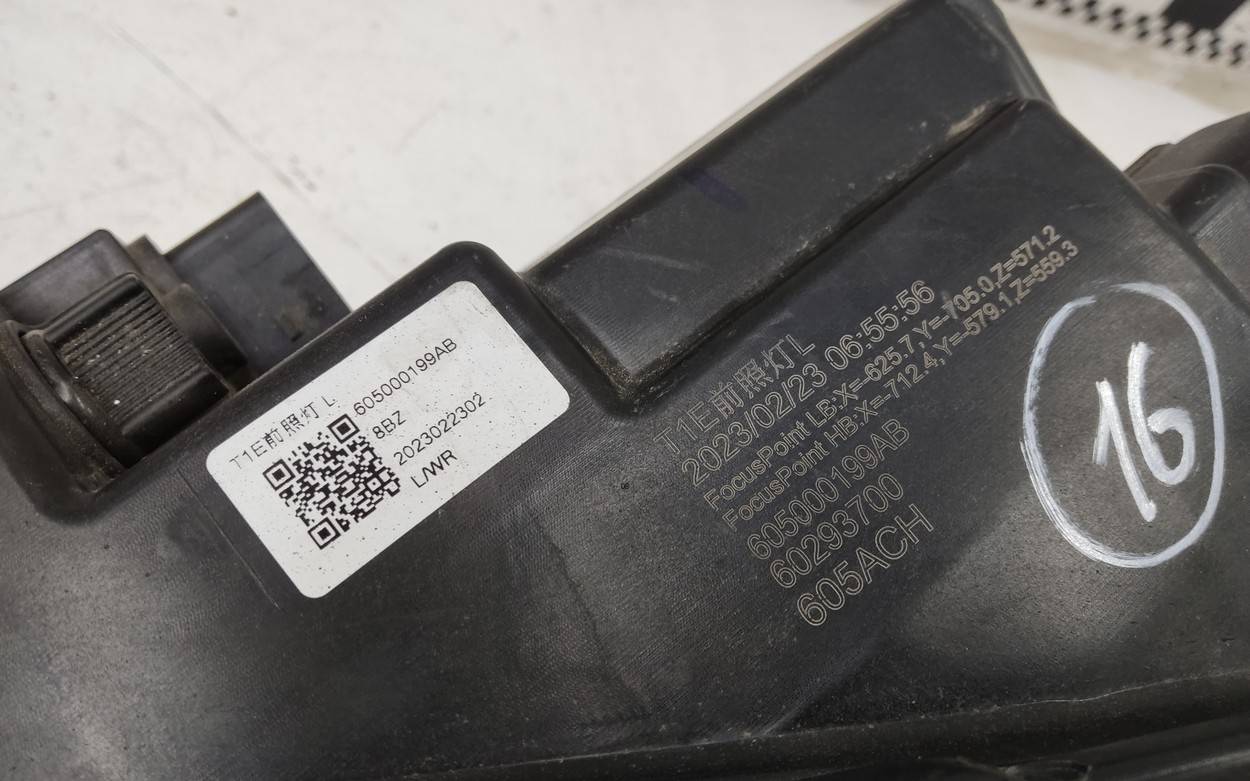 T1E前照灯 L
605000199AB
8BZ
2023022302
L/WR
T1E前照灯L
2023/02/23 06:55:56
FocusPoint LB:X=-625.7,Y=-705.0,Z=571.2
FocusPoint HB:X=-712.4,Y=-579.1,Z=559.3
605000199AB
60293700
605ACH
16